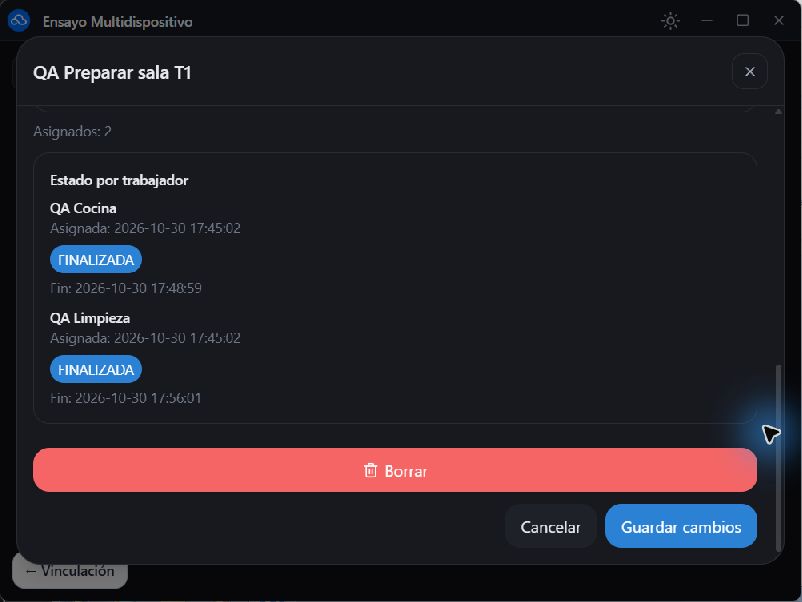 Ensayo Multidispositivo
QA Preparar sala T1
Asignados: 2
Estado por trabajador
QA Cocina
Asignada: 2026-10-30 17:45:02
FINALIZADA
Fin: 2026-10-30 17:48:59
QA Limpieza
Asignada: 2026-10-30 17:45:02
FINALIZADA
Fin: 2026-10-30 17:56:01
Borrar
Cancelar
Guardar cambios
← Vinculación